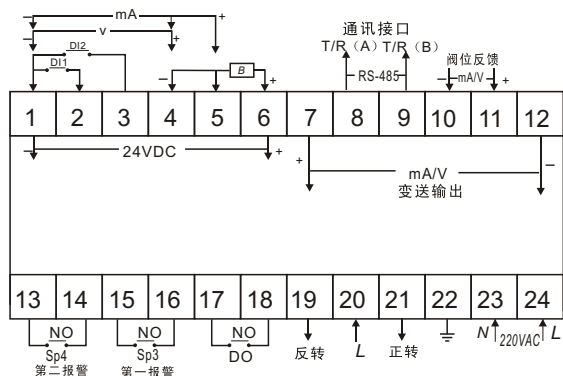 mA
− +
v
− +
DI2
DI1
− B +
通讯接口
T/R（A） T/R（B）
RS-485
阀位反馈
− mA/V +
1 2 3 4 5 6 7 8 9 10 11 12
− 24VDC +
+ mA/V −
变送输出
13 14 15 16 17 18 19 20 21 22 23 24
NO NO NO
Sp4 Sp3 DO
第二报警 第一报警
反转 L 正转
N 220VAC L